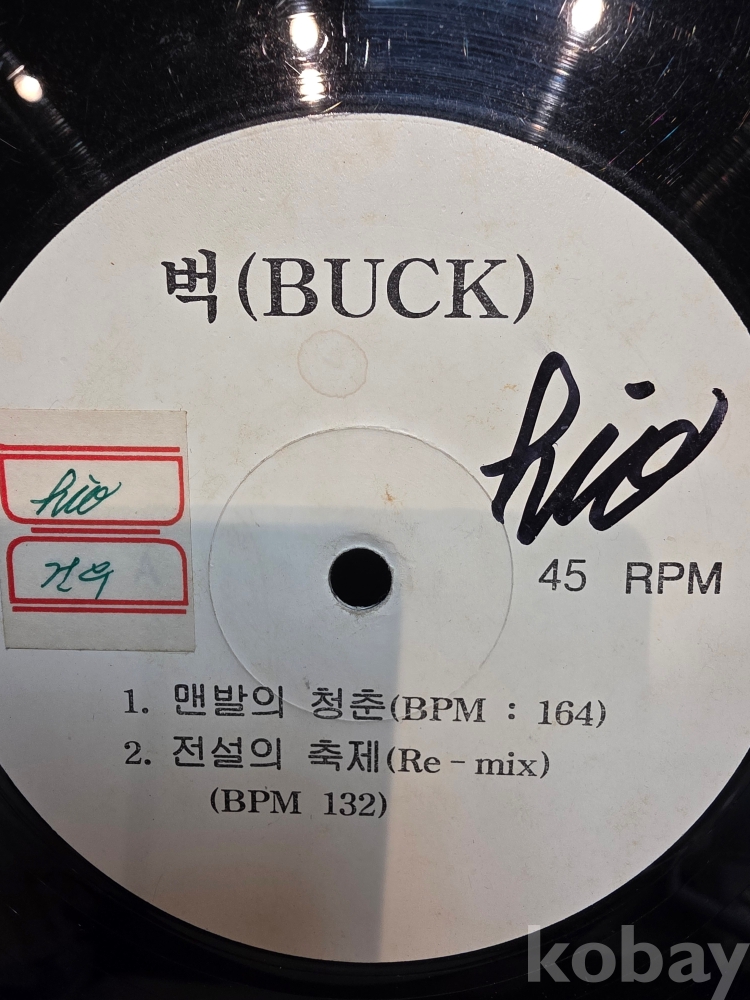 벅(BUCK)
hio
hio
건우
45 RPM
1. 맨발의 청춘(BPM : 164)
2. 전설의 축제(Re-mix)
(BPM 132)
kobay